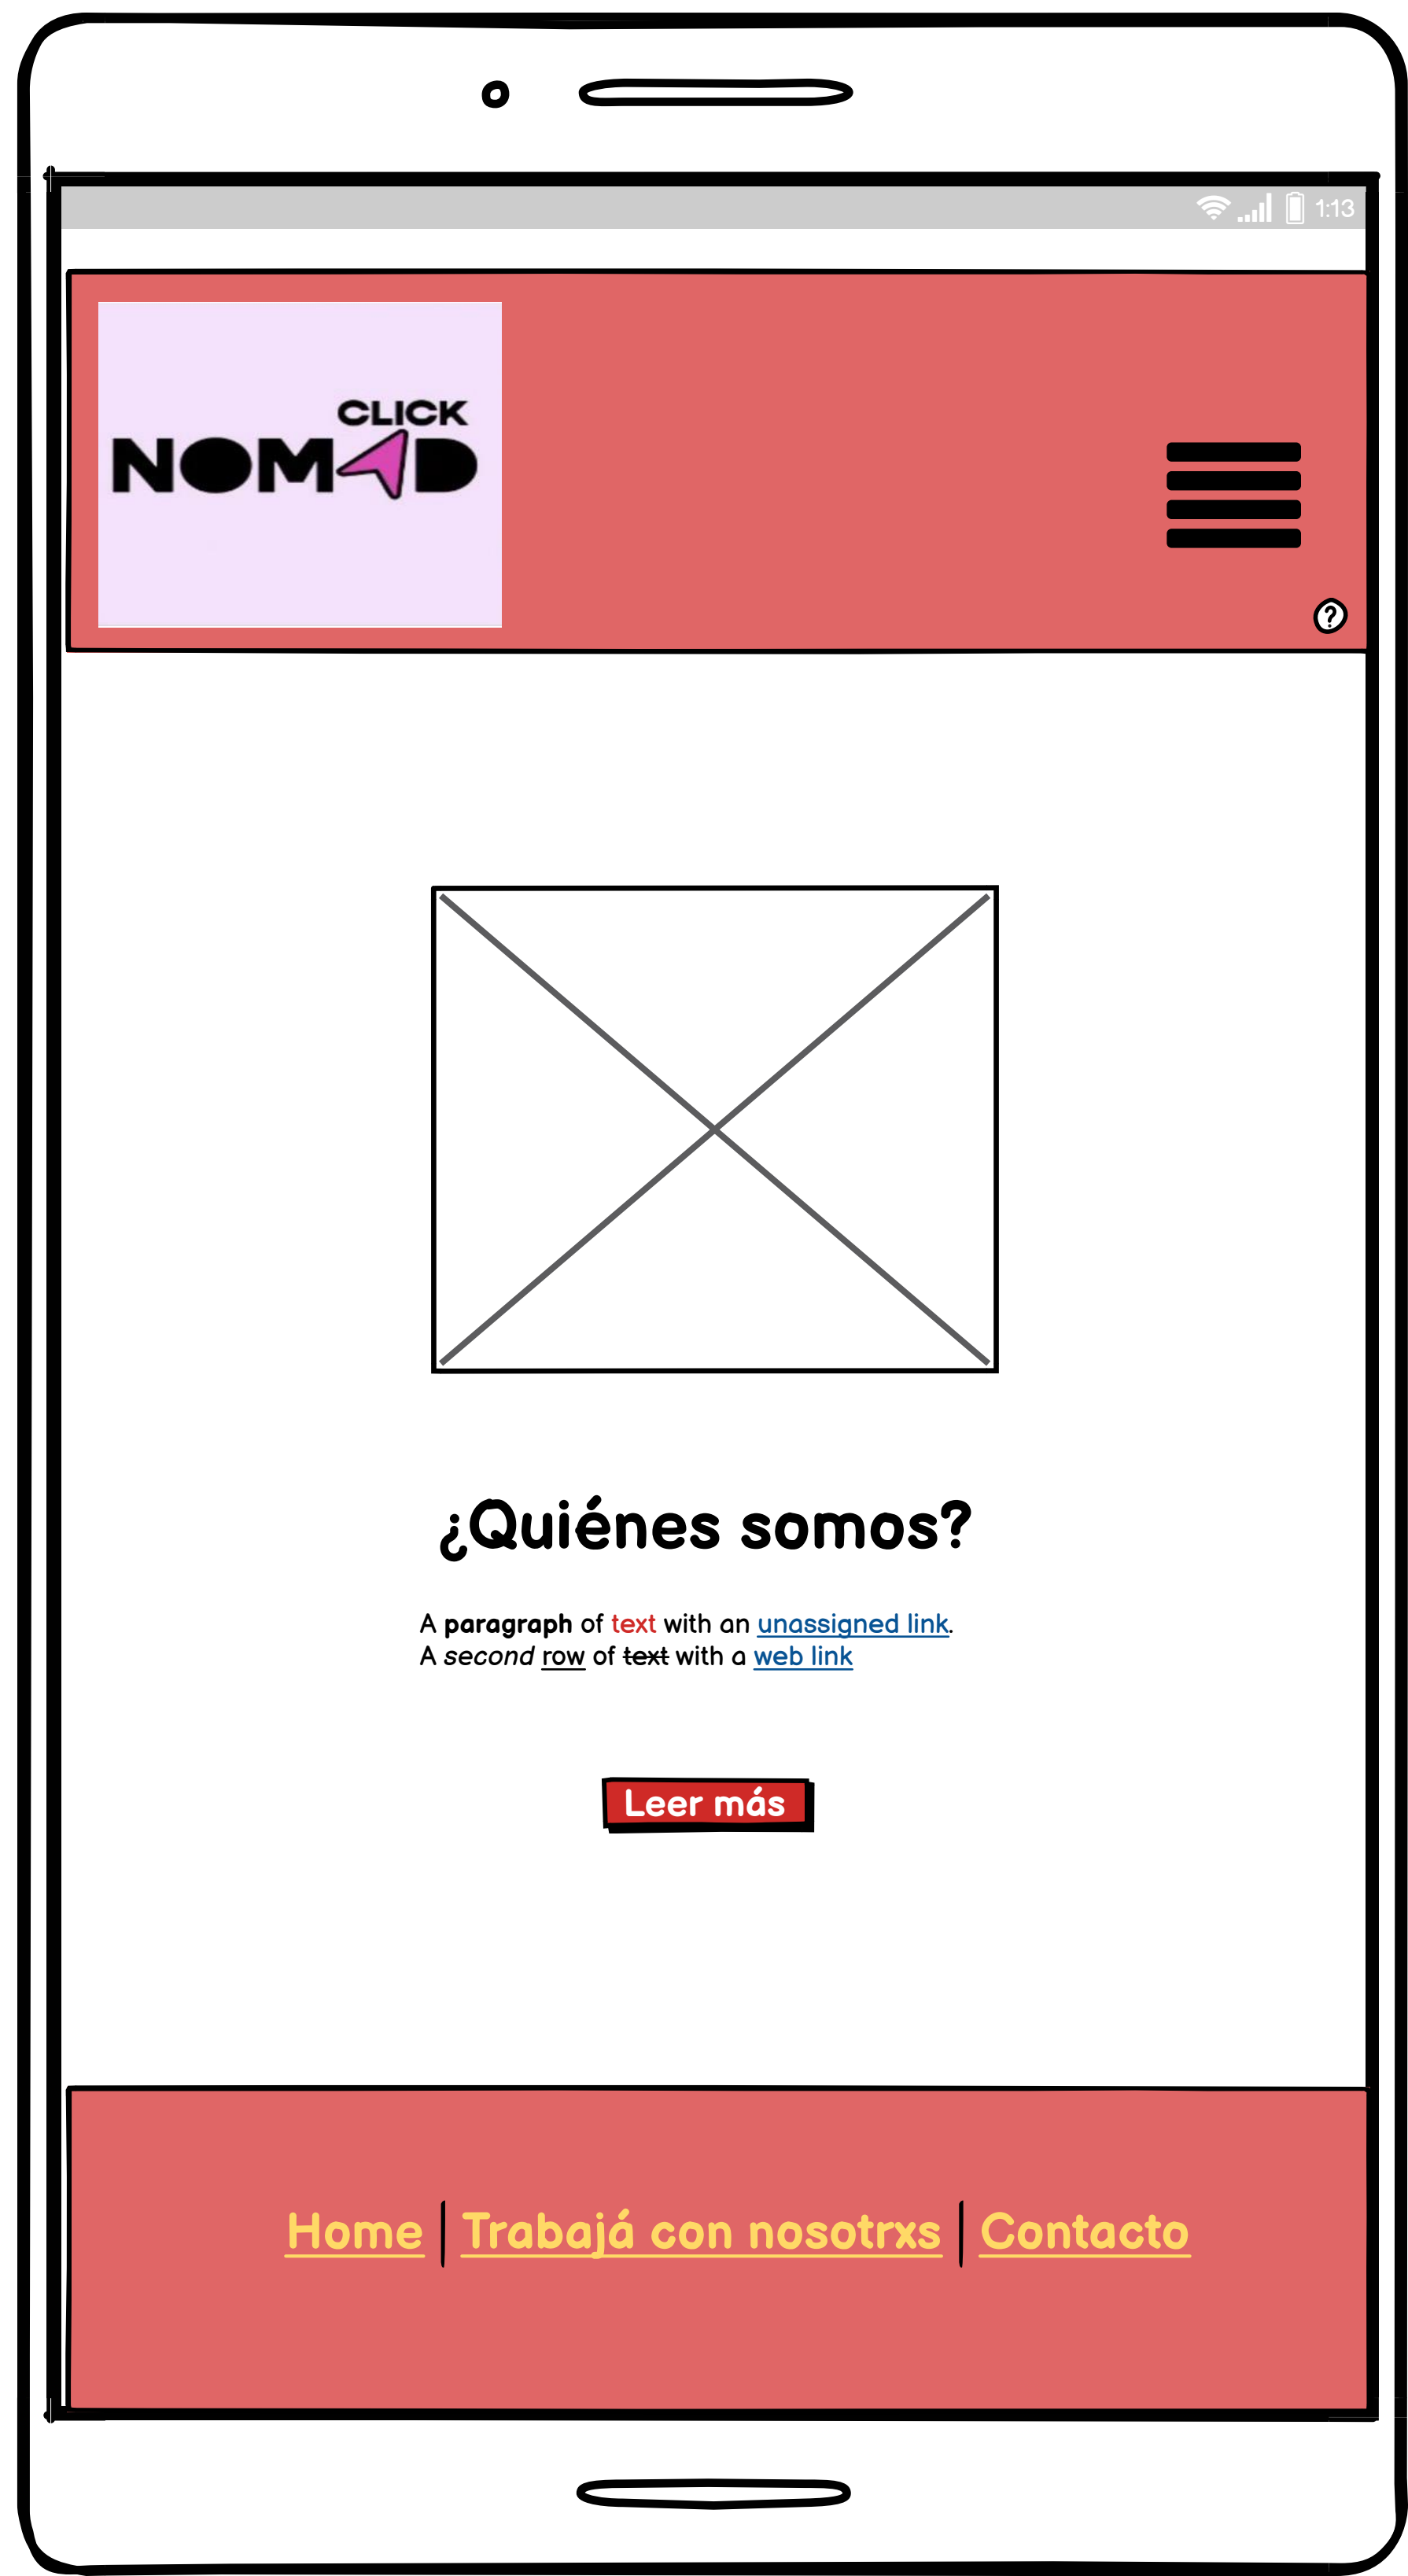 1:13
CLICK
NOMAD
?
¿Quiénes somos?
A paragraph of text with an unassigned link.
A second row of text with a web link
Leer más
Home | Trabajá con nosotrxs | Contacto